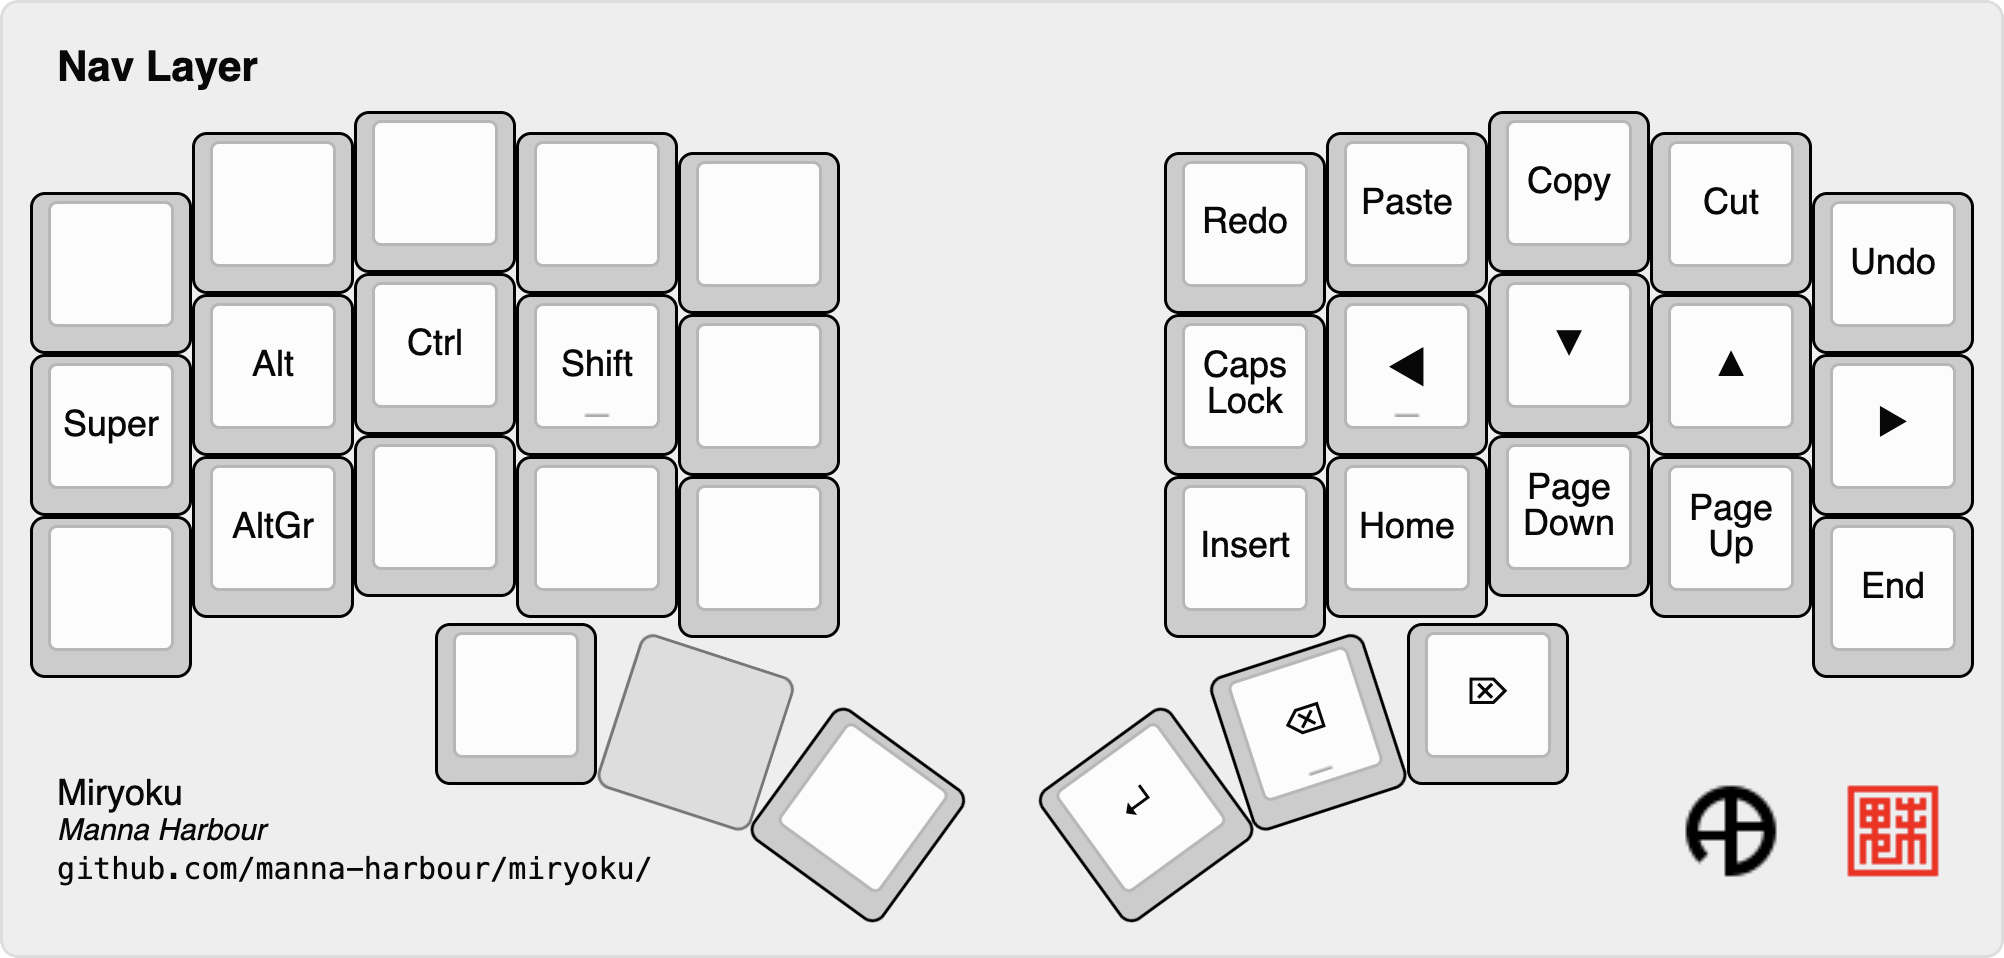 Nav Layer
Redo
Paste
Copy
Cut
Undo
Super
Alt
Ctrl
Shift
Caps
Lock
◀
▼
▲
▶
AltGr
Insert
Home
Page
Down
Page
Up
End
Miryoku
Manna Harbour
github.com/manna-harbour/miryoku/